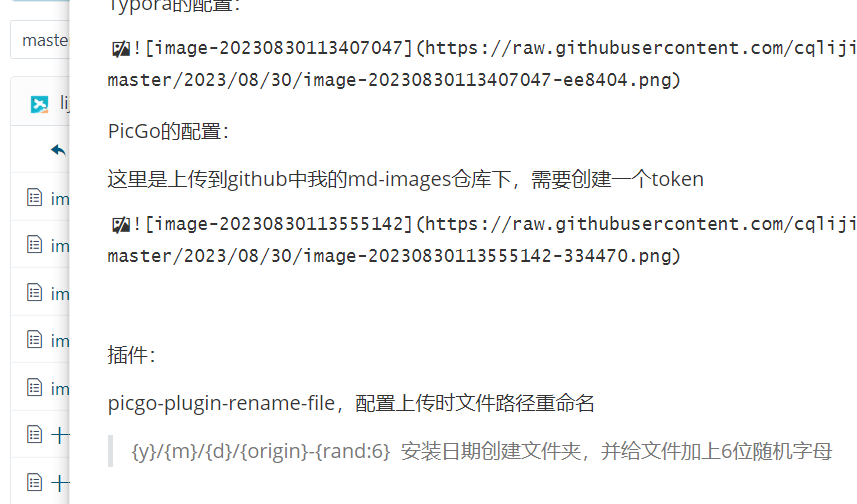 Typora的配置：
master
![image-20230830113407047](https://raw.githubusercontent.com/cqliji
master/2023/08/30/image-20230830113407047-ee8404.png)
lij
PicGo的配置：
这里是上传到github中我的md-images仓库下，需要创建一个token
im
![image-20230830113555142](https://raw.githubusercontent.com/cqliji
im
master/2023/08/30/image-20230830113555142-334470.png)
im
im
插件：
im
picgo-plugin-rename-file，配置上传时文件路径重命名
十
{y}/{m}/{d}/{origin}-{rand:6} 安装日期创建文件夹，并给文件加上6位随机字母
十